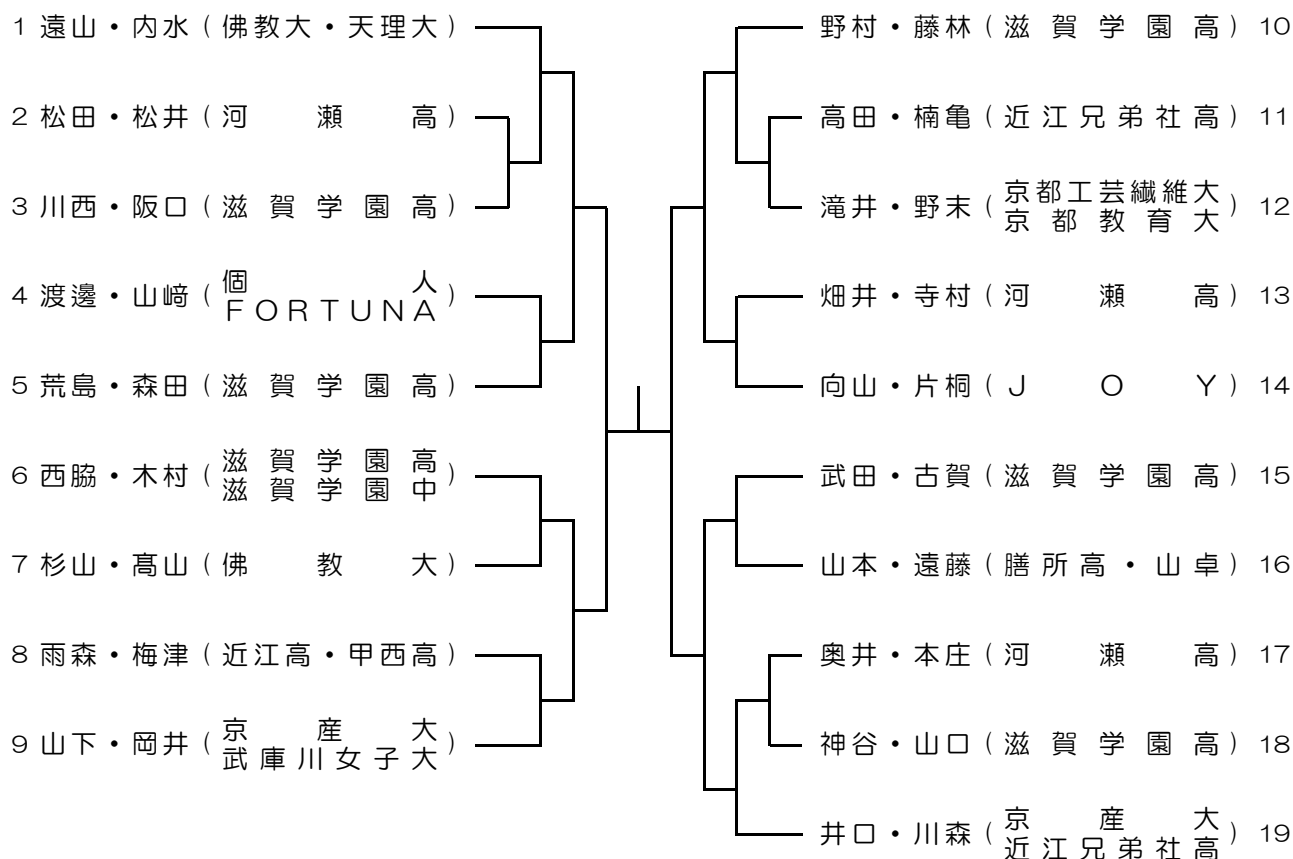 1 遠山・内水（佛教大・天理大）
2 松田・松井（河瀬高）
3 川西・阪口（滋賀学園高）
4 渡邊・山﨑（個人
FORTUNA）
5 荒島・森田（滋賀学園高）
6 西脇・木村（滋賀学園高
滋賀学園中）
7 杉山・髙山（佛教大）
8 雨森・梅津（近江高・甲西高）
9 山下・岡井（京産大
武庫川女子大）
野村・藤林（滋賀学園高）10
高田・楠亀（近江兄弟社高）11
滝井・野末（京都工芸繊維大
京都教育大）12
畑井・寺村（河瀬高）13
向山・片桐（JOY）14
武田・古賀（滋賀学園高）15
山本・遠藤（膳所高・山卓）16
奥井・本庄（河瀬高）17
神谷・山口（滋賀学園高）18
井口・川森（京産大
近江兄弟社高）19